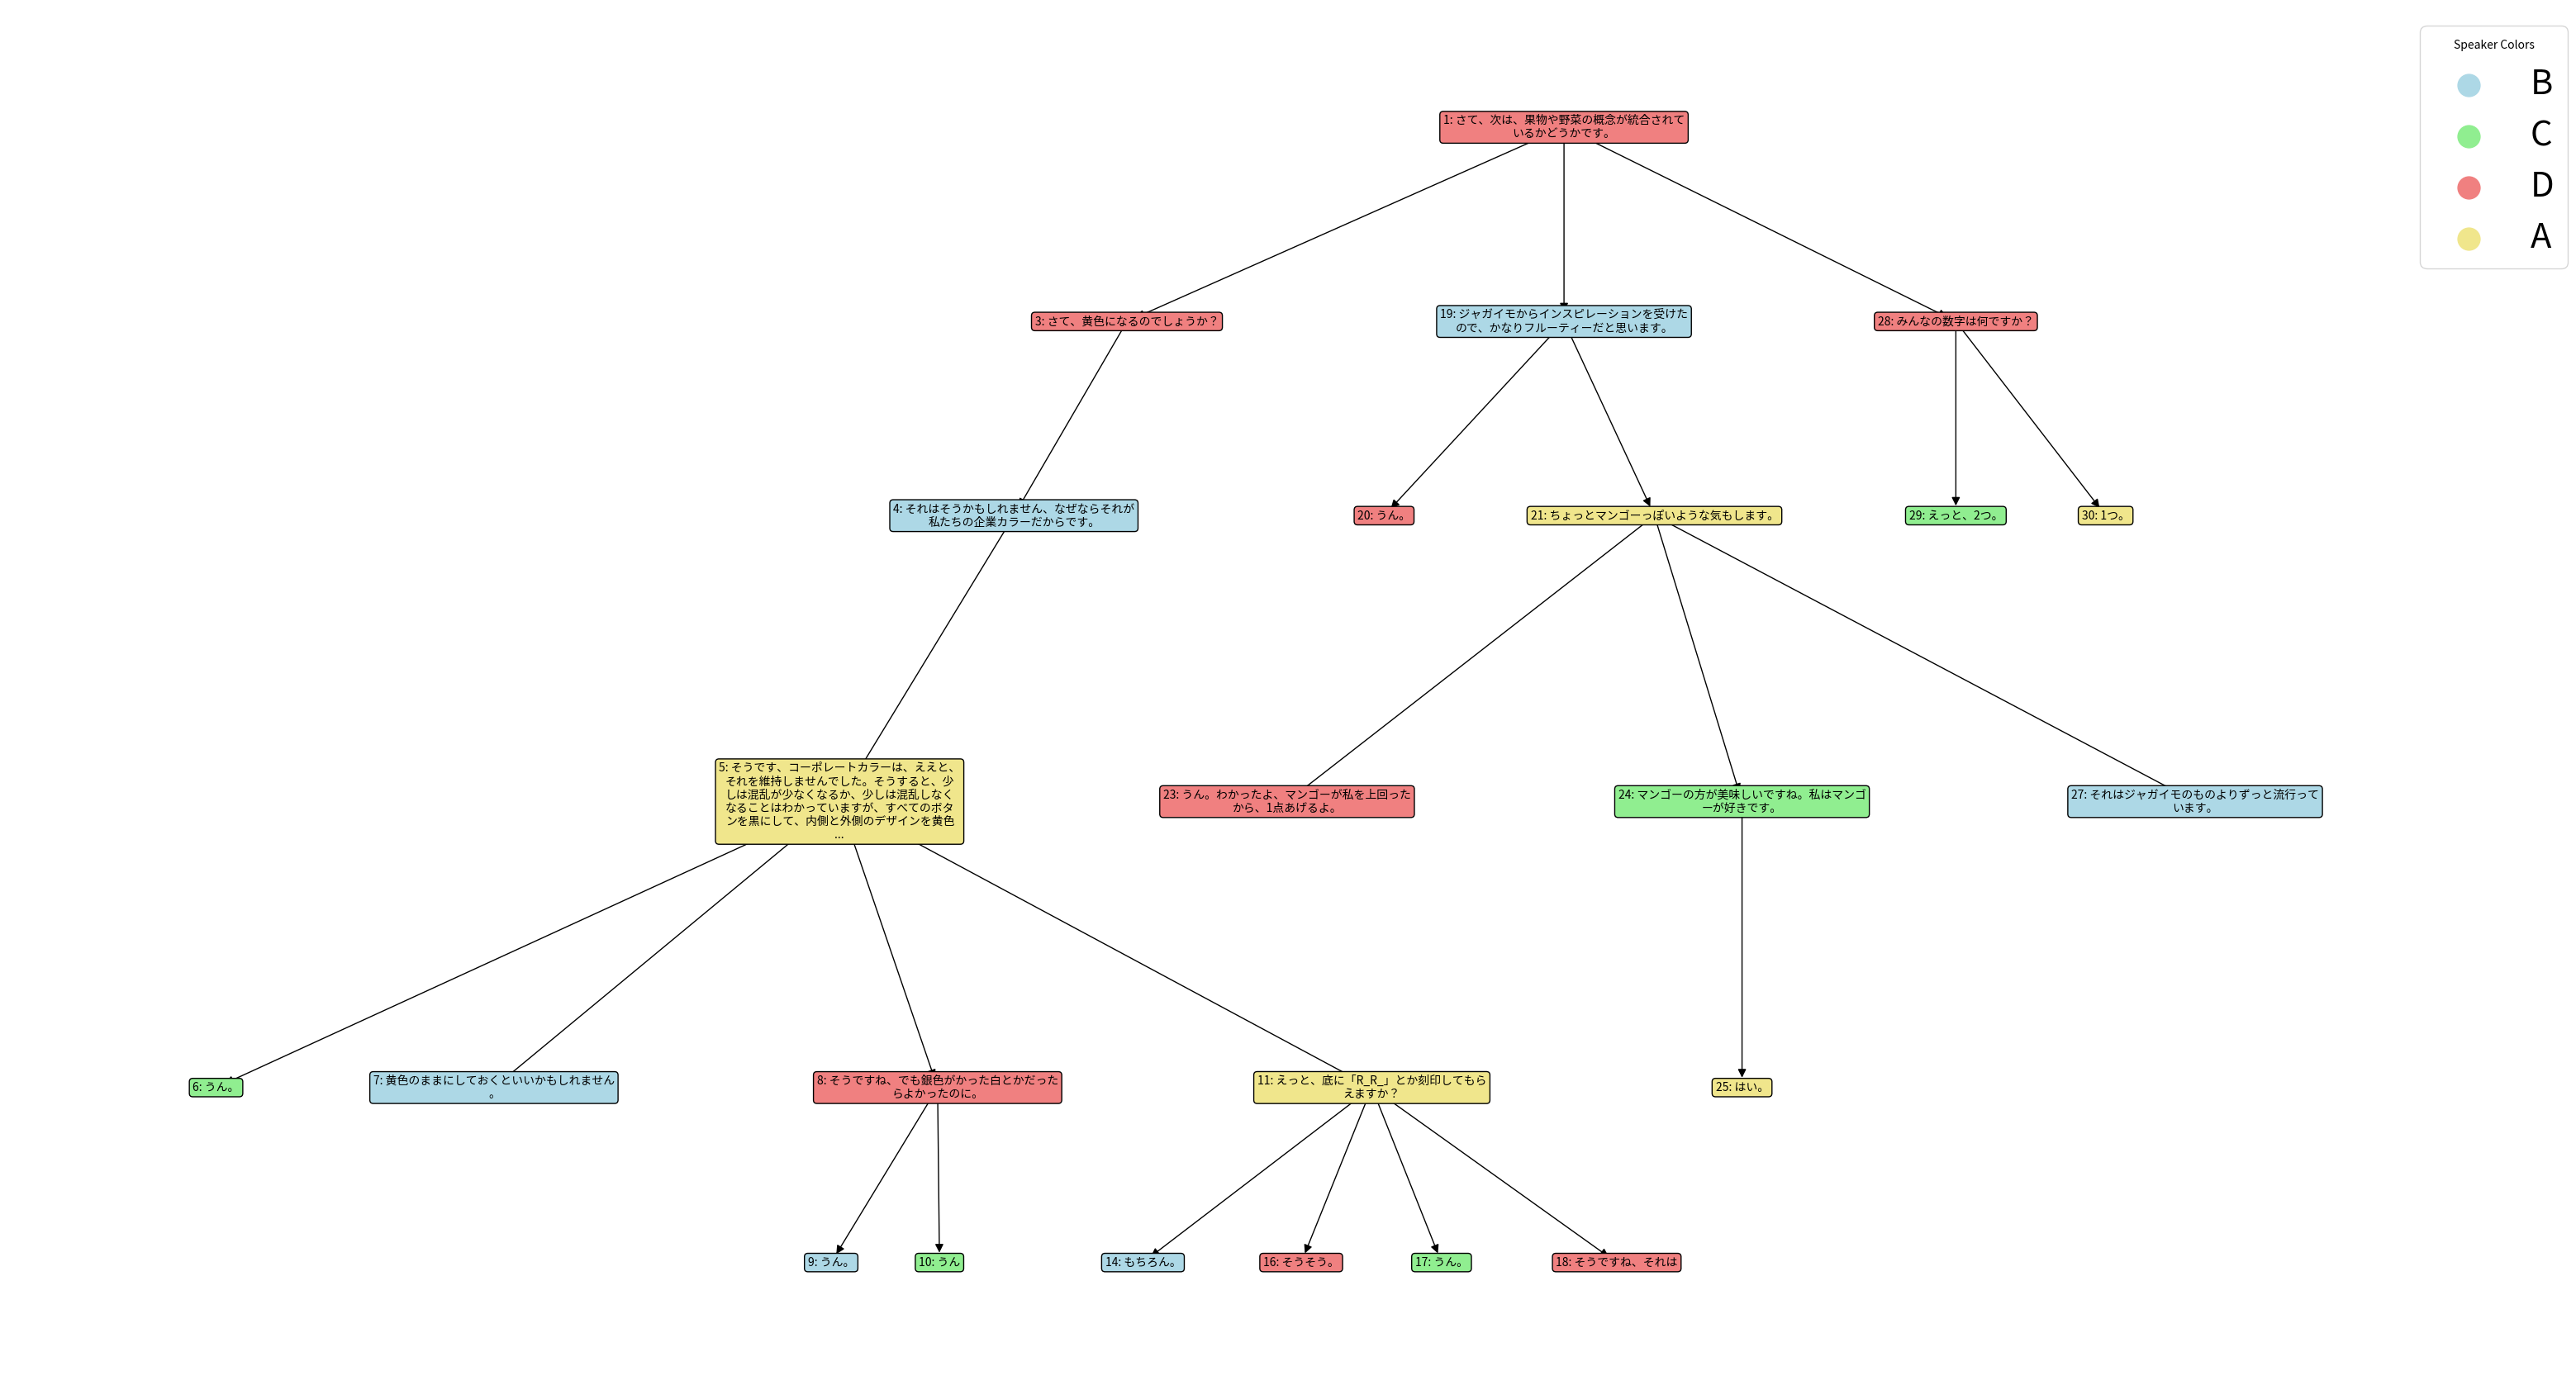 Speaker Colors
B
C
D
A
1: さて、次は、果物や野菜の概念が統合されて
いるかどうかです。
3: さて、黄色になるのでしょうか？
19: ジャガイモからインスピレーションを受けた
ので、かなりフルーティーだと思います。
28: みんなの数字は何ですか？
4: それはそうかもしれません、なぜならそれが
私たちの企業カラーだからです。
20: うん。
21: ちょっとマンゴーっぽいような気もします。
29: えっと、2つ。
30: 1つ。
5: そうです、コーポレートカラーは、ええと、
それを維持しませんでした。そうすると、少
しは混乱が少なくなるか、少しは混乱しなく
なることはわかっていますが、すべてのボタ
ンを黒にして、内側と外側のデザインを黄色
...
23: うん。わかったよ、マンゴーが私を上回った
から、1点あげるよ。
24: マンゴーの方が美味しいですね。私はマンゴ
ーが好きです。
27: それはジャガイモのものよりずっと流行って
います。
6: うん。
7: 黄色のままにしておくといいかもしれません
。
8: そうですね、でも銀色がかった白とかだった
らよかったのに。
11: えっと、底に「R_R_」とか刻印してもら
えますか？
25: はい。
9: うん。
10: うん
14: もちろん。
16: そうそう。
17: うん。
18: そうですね、それは